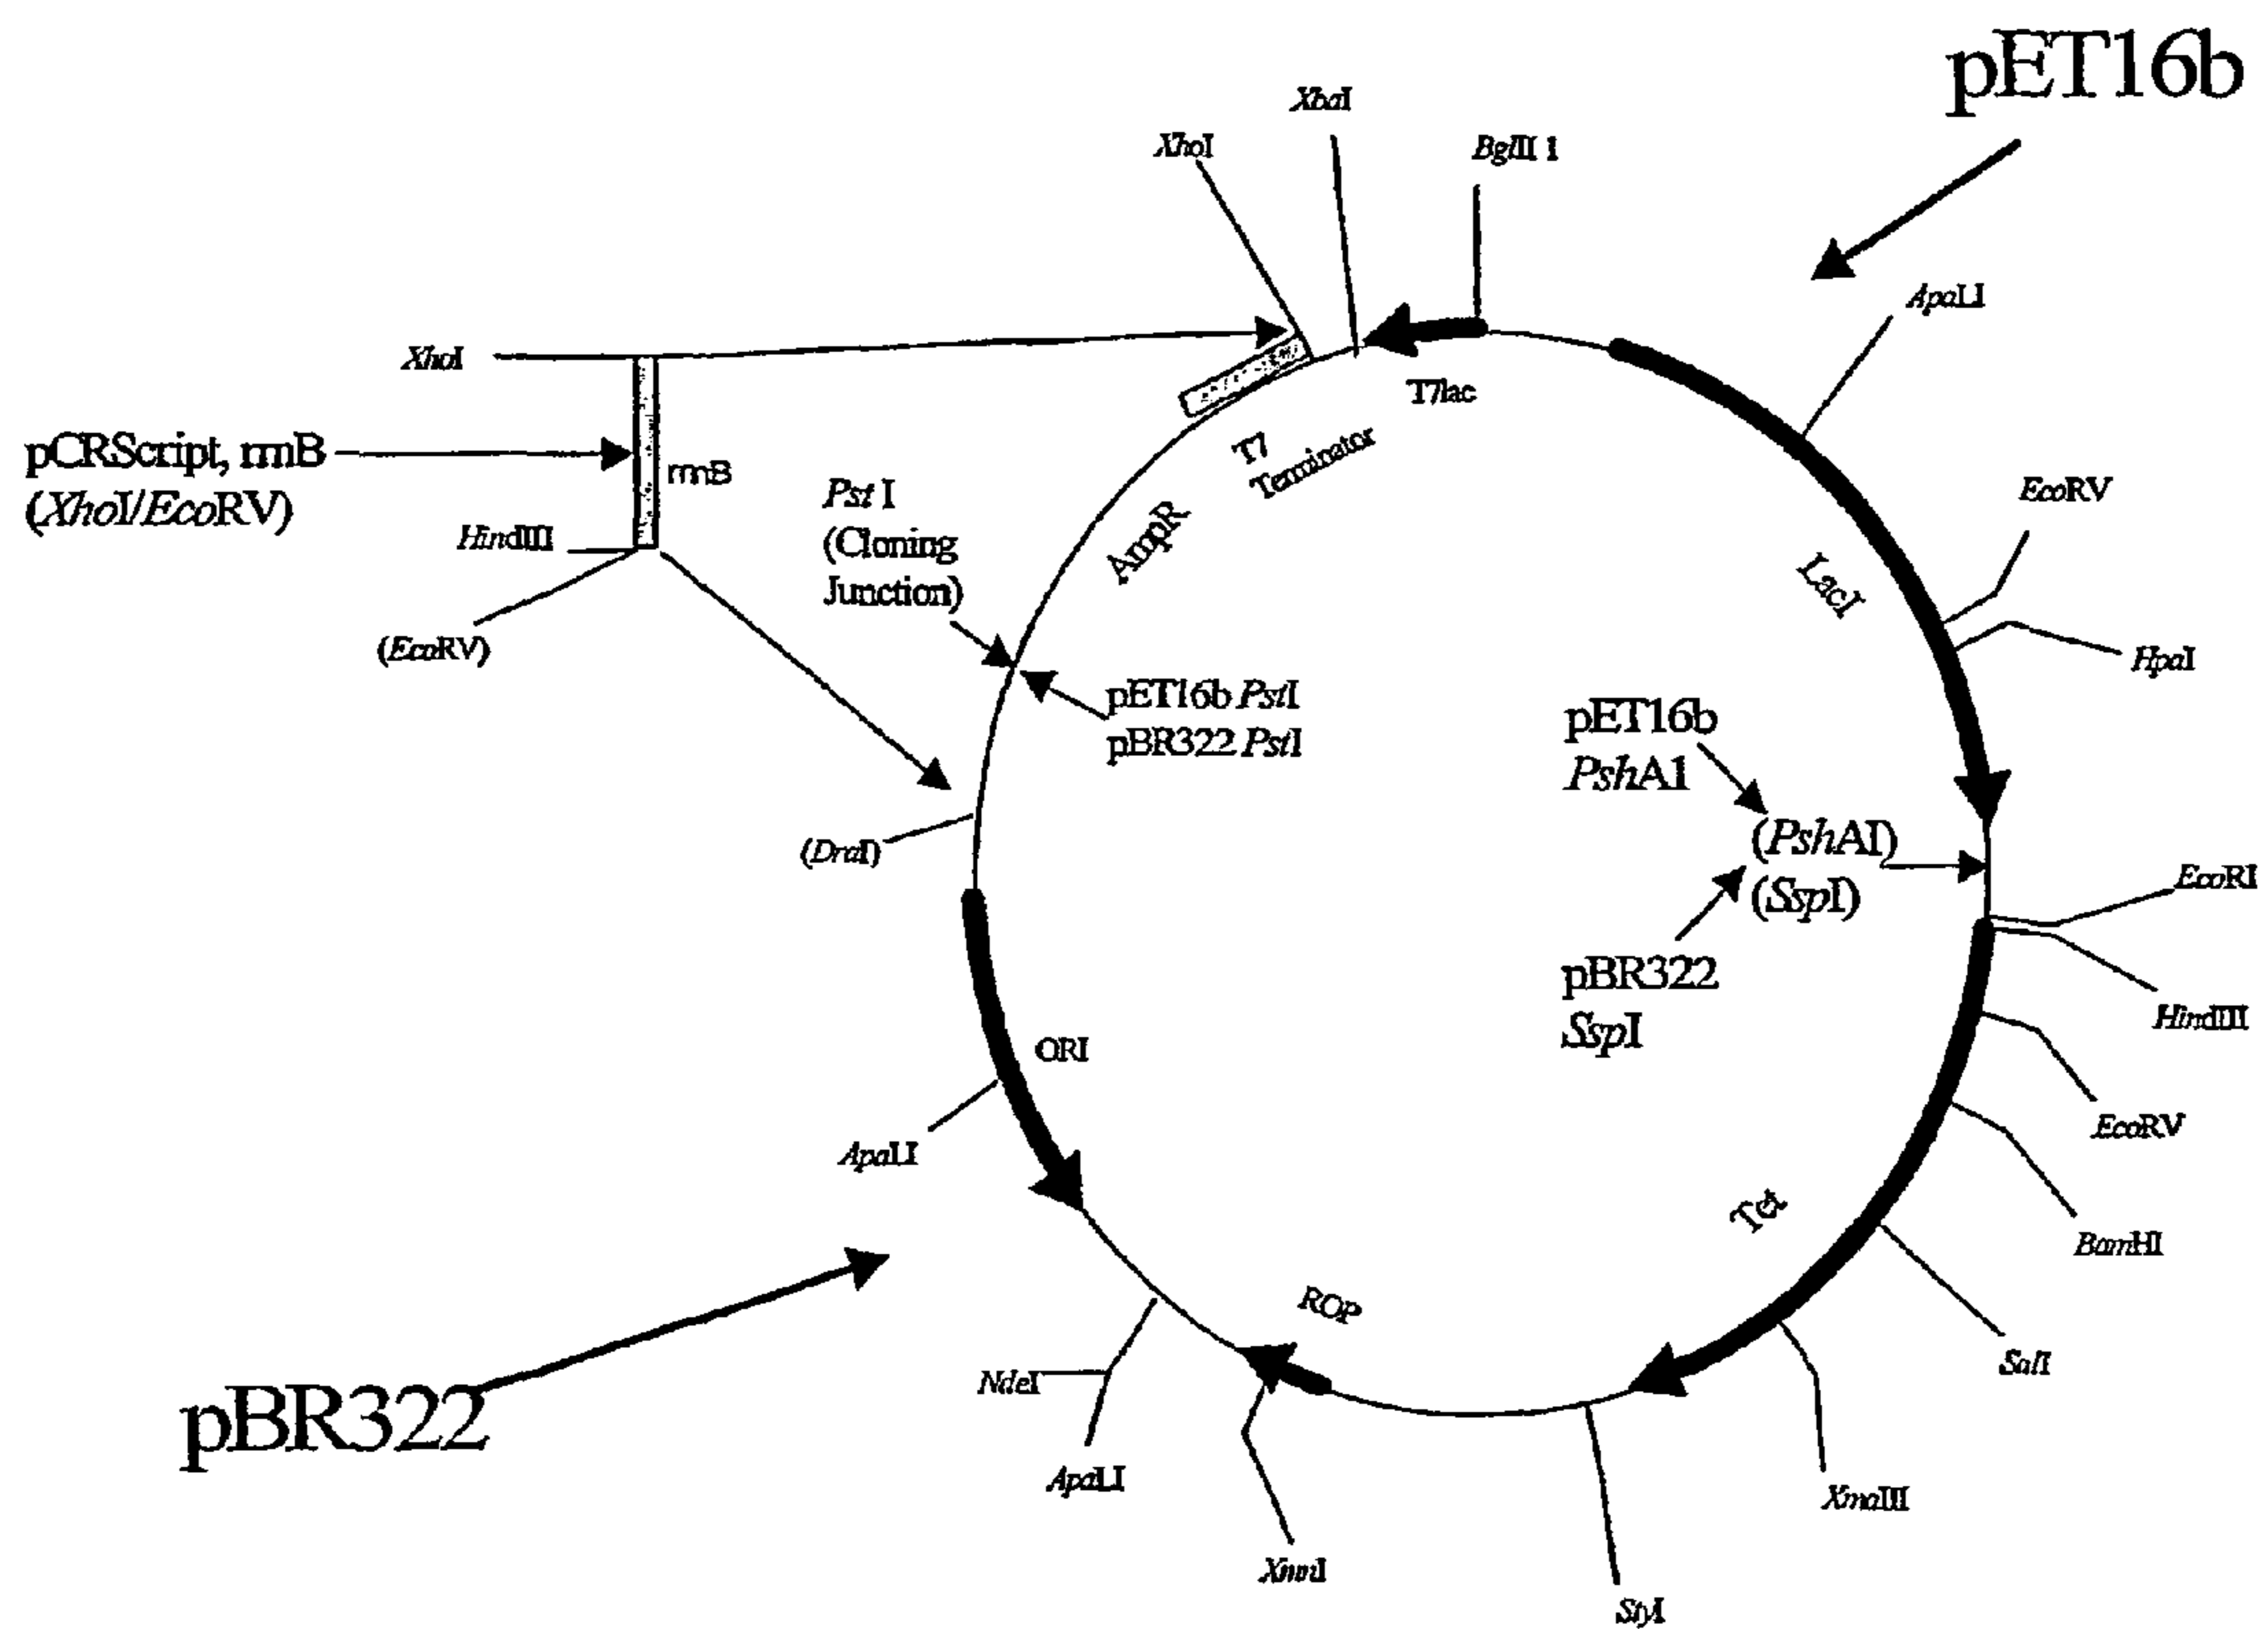 pET16b
XbaI
XhoI
BglII 1
ApaLI
XhoI
T7lac
pCRScript, rrnB
(XhoI/EcoRV)
rrnB
T7
Terminator
Pst I
(Cloning
Junction)
AmpR
EcoRV
HindIII
LacI
(EcoRV)
HpaI
pET16b PstI
pBR322 PstI
pET16b
PshA1
(DraI)
(PshAI)
(SspI)
EcoRI
pBR322
SspI
HindIII
ORI
EcoRV
ApaLI
Tet
BamHI
ROP
SalI
NdeI
pBR322
ApaLI
XmaIII
XmnI
StyI